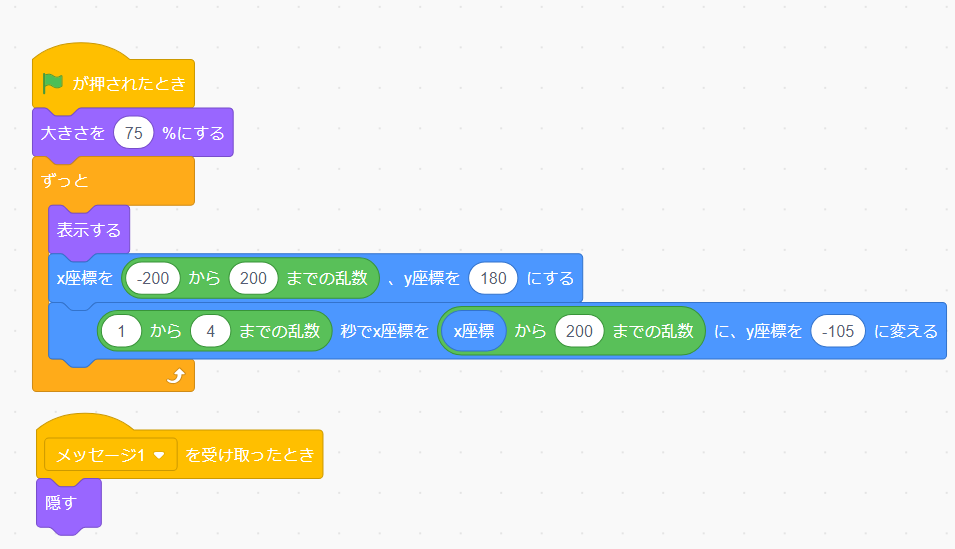 が押されたとき
大きさを 75 %にする
ずっと
表示する
x座標を -200 から 200 までの乱数 、y座標を 180 にする
1 から 4 までの乱数 秒でx座標を x座標 から 200 までの乱数 に、y座標を -105 に変える
メッセージ1 を受け取ったとき
隠す